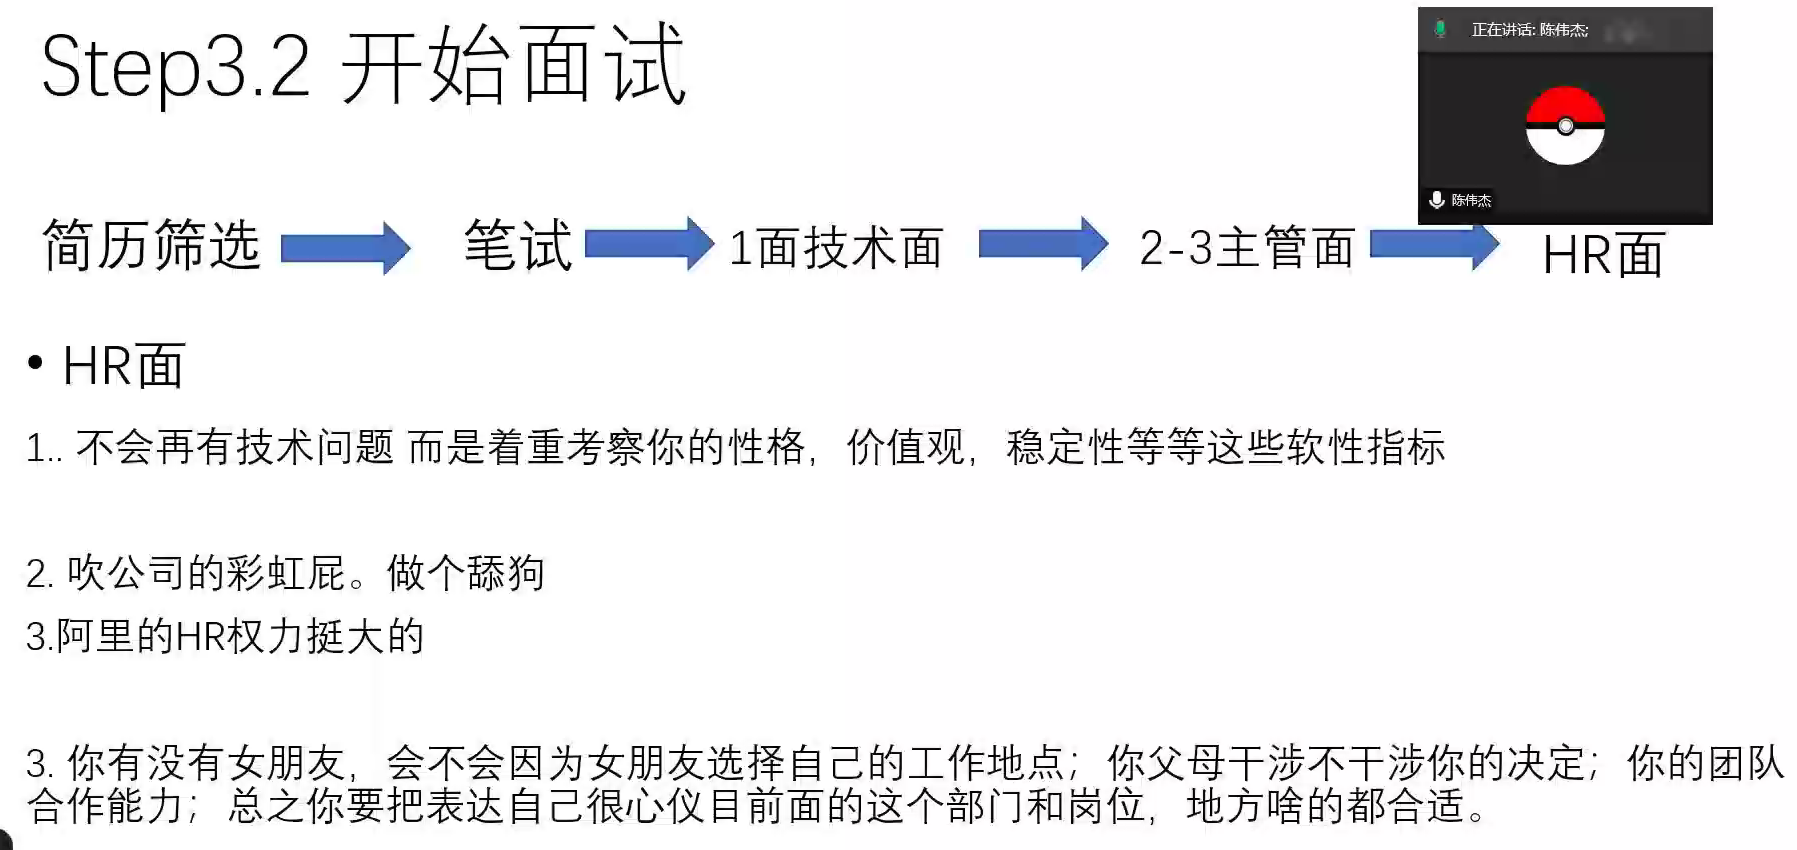 Step3.2 开始面试
正在讲话: 陈伟杰;
陈伟杰
简历筛选 笔试 1面技术面 2-3主管面 HR面
• HR面
1.. 不会再有技术问题 而是着重考察你的性格，价值观，稳定性等等这些软性指标
2. 吹公司的彩虹屁。做个舔狗
3.阿里的HR权力挺大的
3. 你有没有女朋友，会不会因为女朋友选择自己的工作地点；你父母干涉不干涉你的决定；你的团队
合作能力；总之你要把表达自己很心仪目前面的这个部门和岗位，地方啥的都合适。